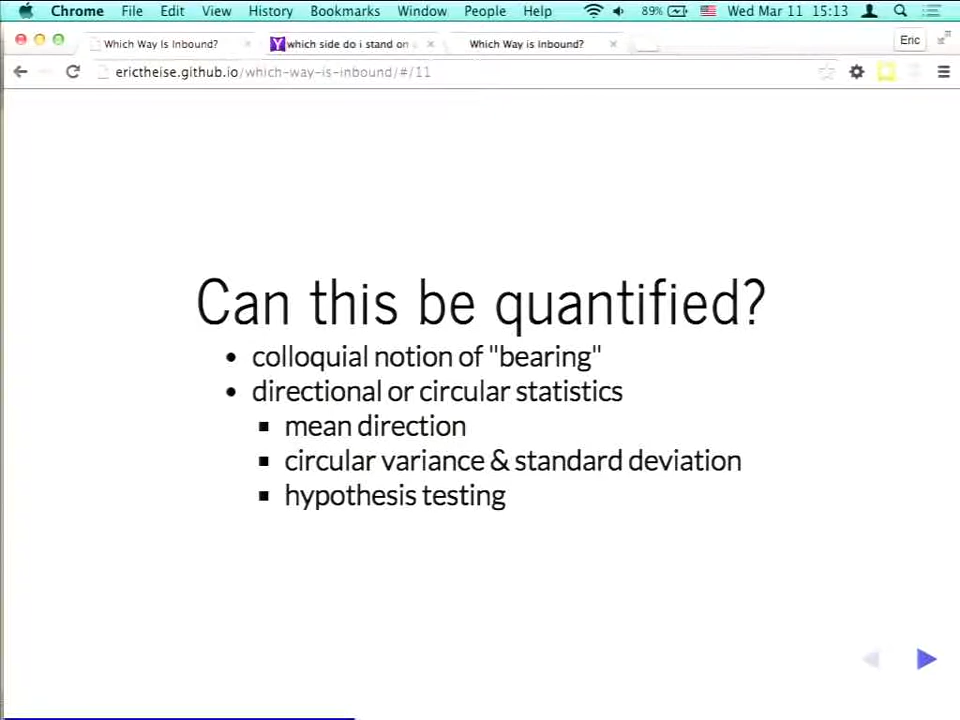 Chrome File Edit View History Bookmarks Window People Help 89% Wed Mar 11 15:13
Which Way Is Inbound? which side do i stand on Which Way is Inbound? Eric
erictheise.github.io/which-way-is-inbound/#/11
Can this be quantified?
• colloquial notion of "bearing"
• directional or circular statistics
▪ mean direction
▪ circular variance & standard deviation
▪ hypothesis testing